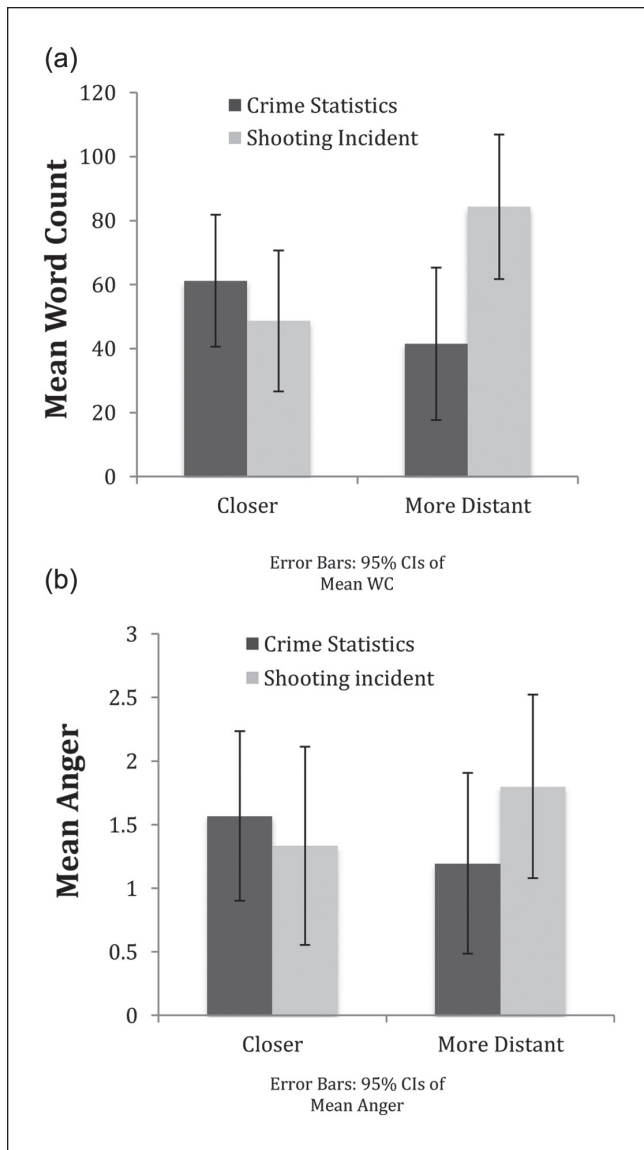 (a)
120
100
80
60
40
20
0
Mean Word Count
Crime Statistics
Shooting Incident
Closer
More Distant
Error Bars: 95% CIs of
Mean WC
(b)
3
2.5
2
1.5
1
0.5
0
Mean Anger
Crime Statistics
Shooting incident
Closer
More Distant
Error Bars: 95% CIs of
Mean Anger